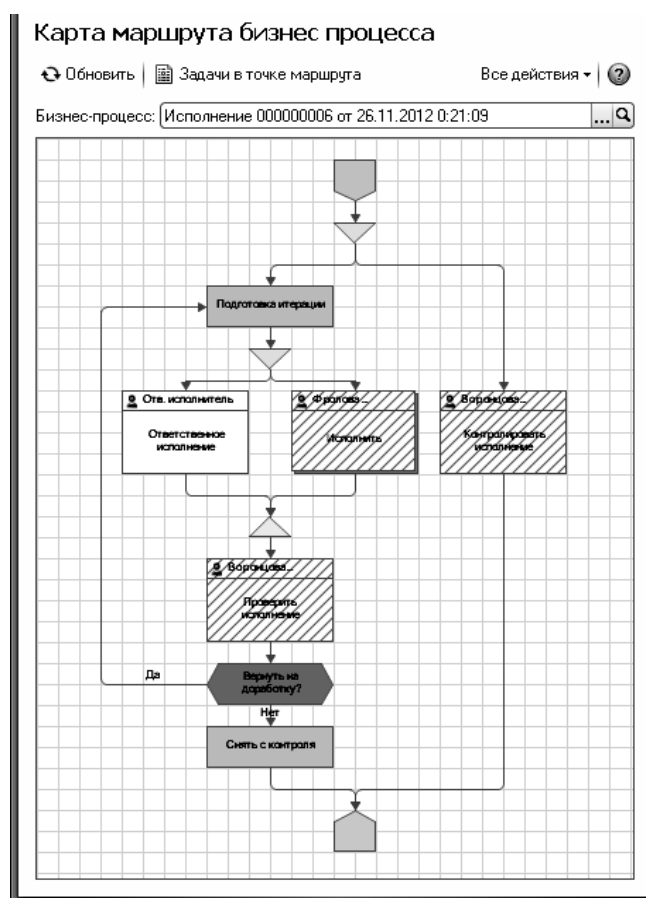 Карта маршрута бизнес процесса
Обновить Задачи в точке маршрута Все действия ?
Бизнес-процесс: Исполнение 000000006 от 26.11.2012 0:21:09 ...
Подготовка итерации
Отв. исполнитель
Ответственное
исполнение
Фролова...
Исполнить
Воронцова...
Контролировать
исполнение
Воронцова...
Проверить
исполнение
Да
Вернуть на
доработку?
Нет
Снять с контроля